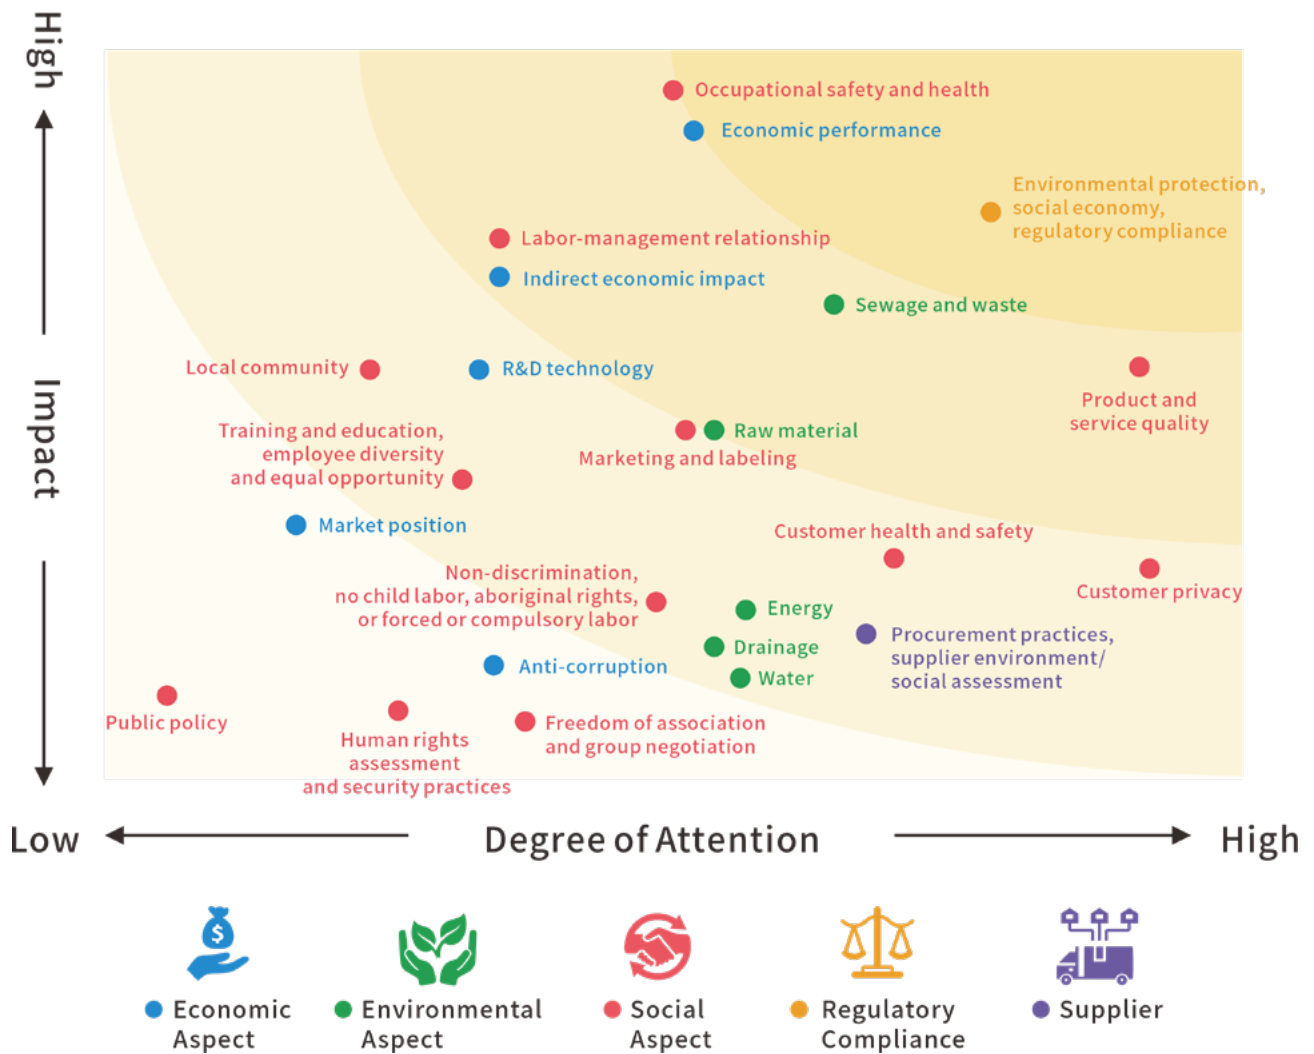 High
Occupational safety and health
Economic performance
Environmental protection,
social economy,
regulatory compliance
Labor-management relationship
Indirect economic impact
Sewage and waste
Local community
R&D technology
Product and
service quality
Impact
Training and education,
employee diversity
and equal opportunity
Raw material
Marketing and labeling
Market position
Customer health and safety
Customer privacy
Non-discrimination,
no child labor, aboriginal rights,
or forced or compulsory labor
Energy
Drainage
Water
Procurement practices,
supplier environment/
social assessment
Anti-corruption
Public policy
Human rights
assessment
and security practices
Freedom of association
and group negotiation
Low
Degree of Attention
High
$
Economic
Aspect
Environmental
Aspect
Social
Aspect
Regulatory
Compliance
Supplier